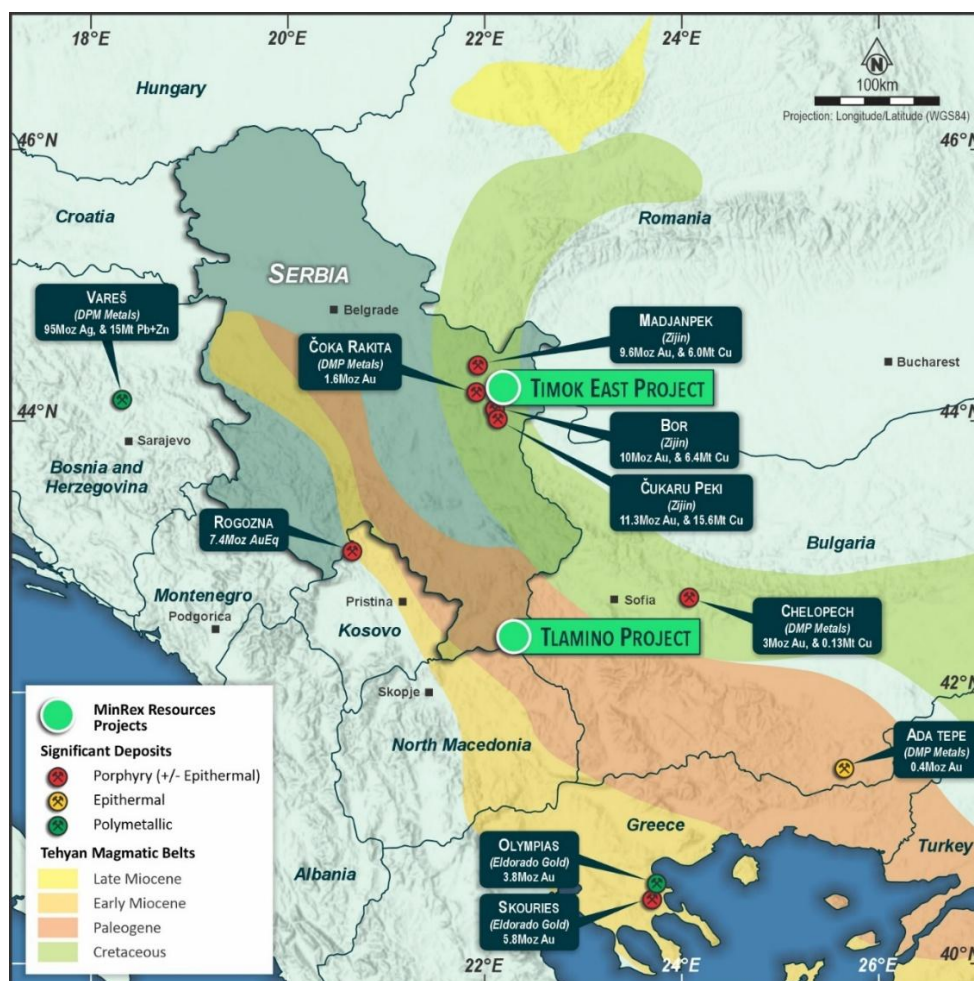 18°E
20°E
22°E
24°E
26°E
N
100km
Projection: Longitude/Latitude (WGS84)
Hungary
46°N
46°N
Croatia
Romania
SERBIA
VAREŠ
(DPM Metals)
95Moz Ag, & 15Mt Pb+Zn
Belgrade
MADJANPEK
(Zijin)
9.6Moz Au, & 6.0Mt Cu
ČOKA RAKITA
(DMP Metals)
1.6Moz Au
Bucharest
TIMOK EAST PROJECT
44°N
44°N
BOR
(Zijin)
10Moz Au, & 6.4Mt Cu
Sarajevo
Bosnia and
Herzegovina
ČUKARU PEKI
(Zijin)
11.3Moz Au, & 15.6Mt Cu
ROGOZNA
7.4Moz AuEq
Bulgaria
Montenegro
Podgorica
Pristina
Kosovo
Sofia
CHELOPECH
(DMP Metals)
3Moz Au, & 0.13Mt Cu
TLAMINO PROJECT
Skopje
42°N
North Macedonia
ADA TEPE
(DMP Metals)
0.4Moz Au
Greece
Turkey
OLYMPIAS
(Eldorado Gold)
3.8Moz Au
Albania
SKOURIES
(Eldorado Gold)
5.8Moz Au
22°E
24°E
26°E
40°N
MinRex Resources
Projects
Significant Deposits
Porphyry (+/- Epithermal)
Epithermal
Polymetallic
Tehyan Magmatic Belts
Late Miocene
Early Miocene
Paleogene
Cretaceous